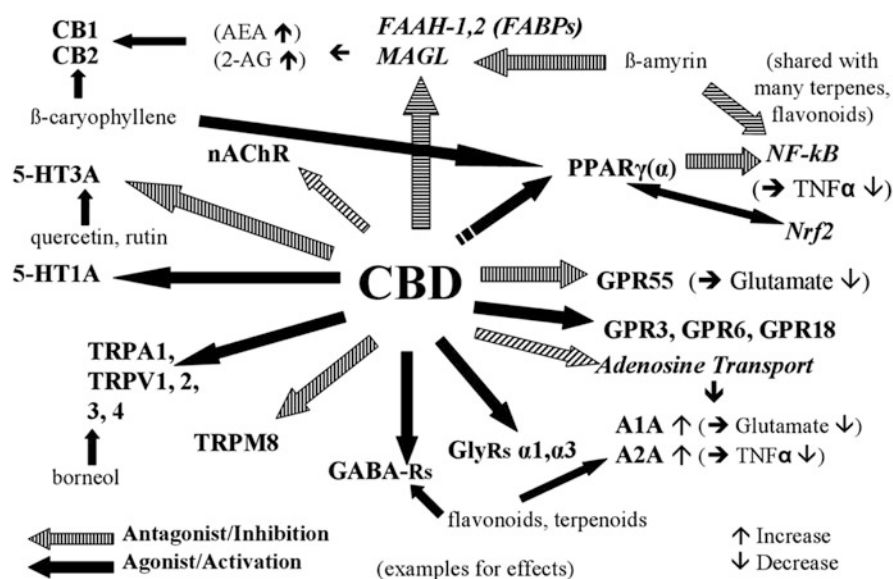 CB1
CB2
(AEA ↑)
(2-AG ↑)
FAAH-1,2 (FABPs)
MAGL
ß-amyrin
(shared with
many terpenes,
flavonoids)
ß-caryophyllene
nAChR
PPARγ(α)
NF-kB
(→ TNFα ↓)
Nrf2
5-HT3A
quercetin, rutin
5-HT1A
CBD
GPR55 (→ Glutamate ↓)
GPR3, GPR6, GPR18
Adenosine Transport
TRPA1,
TRPV1, 2,
3, 4
borneol
TRPM8
GABA-Rs
GlyRs α1,α3
A1A ↑ (→ Glutamate ↓)
A2A ↑ (→ TNFα ↓)
flavonoids, terpenoids
Antagonist/Inhibition
Agonist/Activation
(examples for effects)
↑ Increase
↓ Decrease